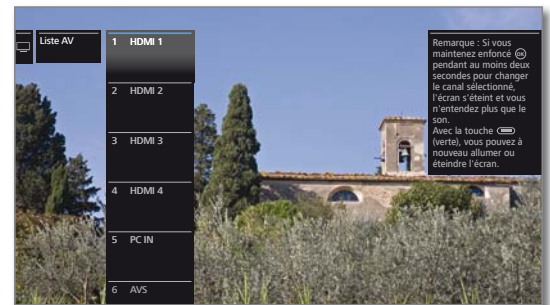 Liste AV
1 HDMI 1
2 HDMI 2
3 HDMI 3
4 HDMI 4
5 PC IN
6 AVS
Remarque : Si vous
maintenez enfoncé OK
pendant au moins deux
secondes pour changer
le canal sélectionné,
l'écran s'éteint et vous
n'entendez plus que le
son.
Avec la touche
(verte), vous pouvez à
nouveau allumer ou
éteindre l'écran.